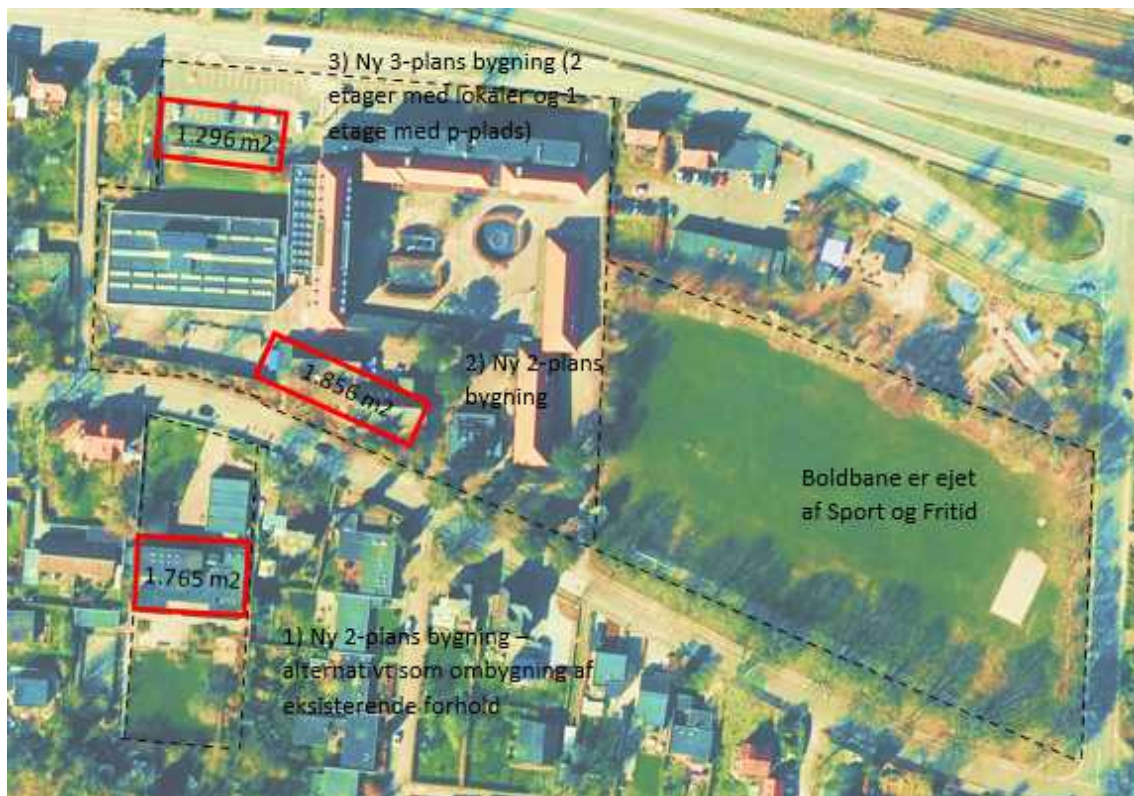 3) Ny 3-plans bygning (2
etager med lokaler og 1
etage med p-plads)
1.296 m2
2) Ny 2-plans
bygning
1.856 m2
Boldbane er ejet
af Sport og Fritid
1.765 m2
1) Ny 2-plans bygning –
alternativt som ombygning af
eksisterende forhold